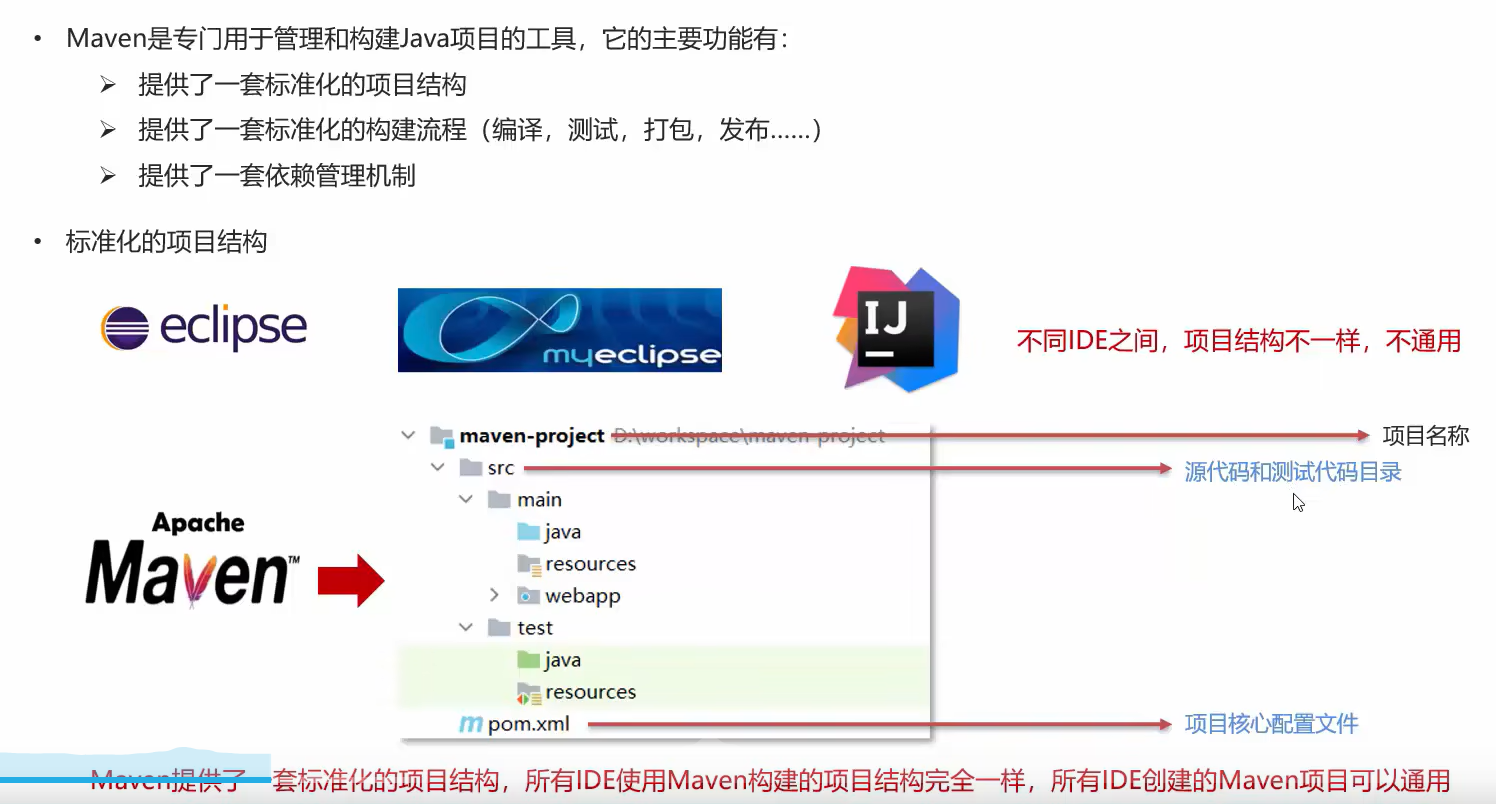 • Maven是专门用于管理和构建Java项目的工具，它的主要功能有：
➢ 提供了一套标准化的项目结构
➢ 提供了一套标准化的构建流程（编译，测试，打包，发布……）
➢ 提供了一套依赖管理机制
• 标准化的项目结构
eclipse
myeclipse
IJ
不同IDE之间，项目结构不一样，不通用
maven-project D:\workspace\maven-project 项目名称
src 源代码和测试代码目录
main
java
resources
webapp
test
java
resources
pom.xml 项目核心配置文件
Apache
Maven™
Maven提供了一套标准化的项目结构，所有IDE使用Maven构建的项目结构完全一样，所有IDE创建的Maven项目可以通用